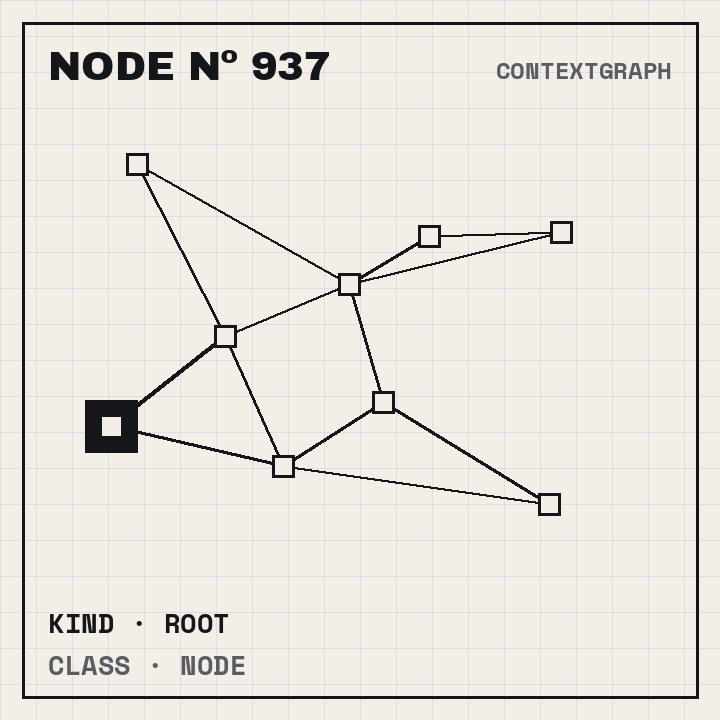 NODE Nº 937
CONTEXTGRAPH
KIND · ROOT
CLASS · NODE